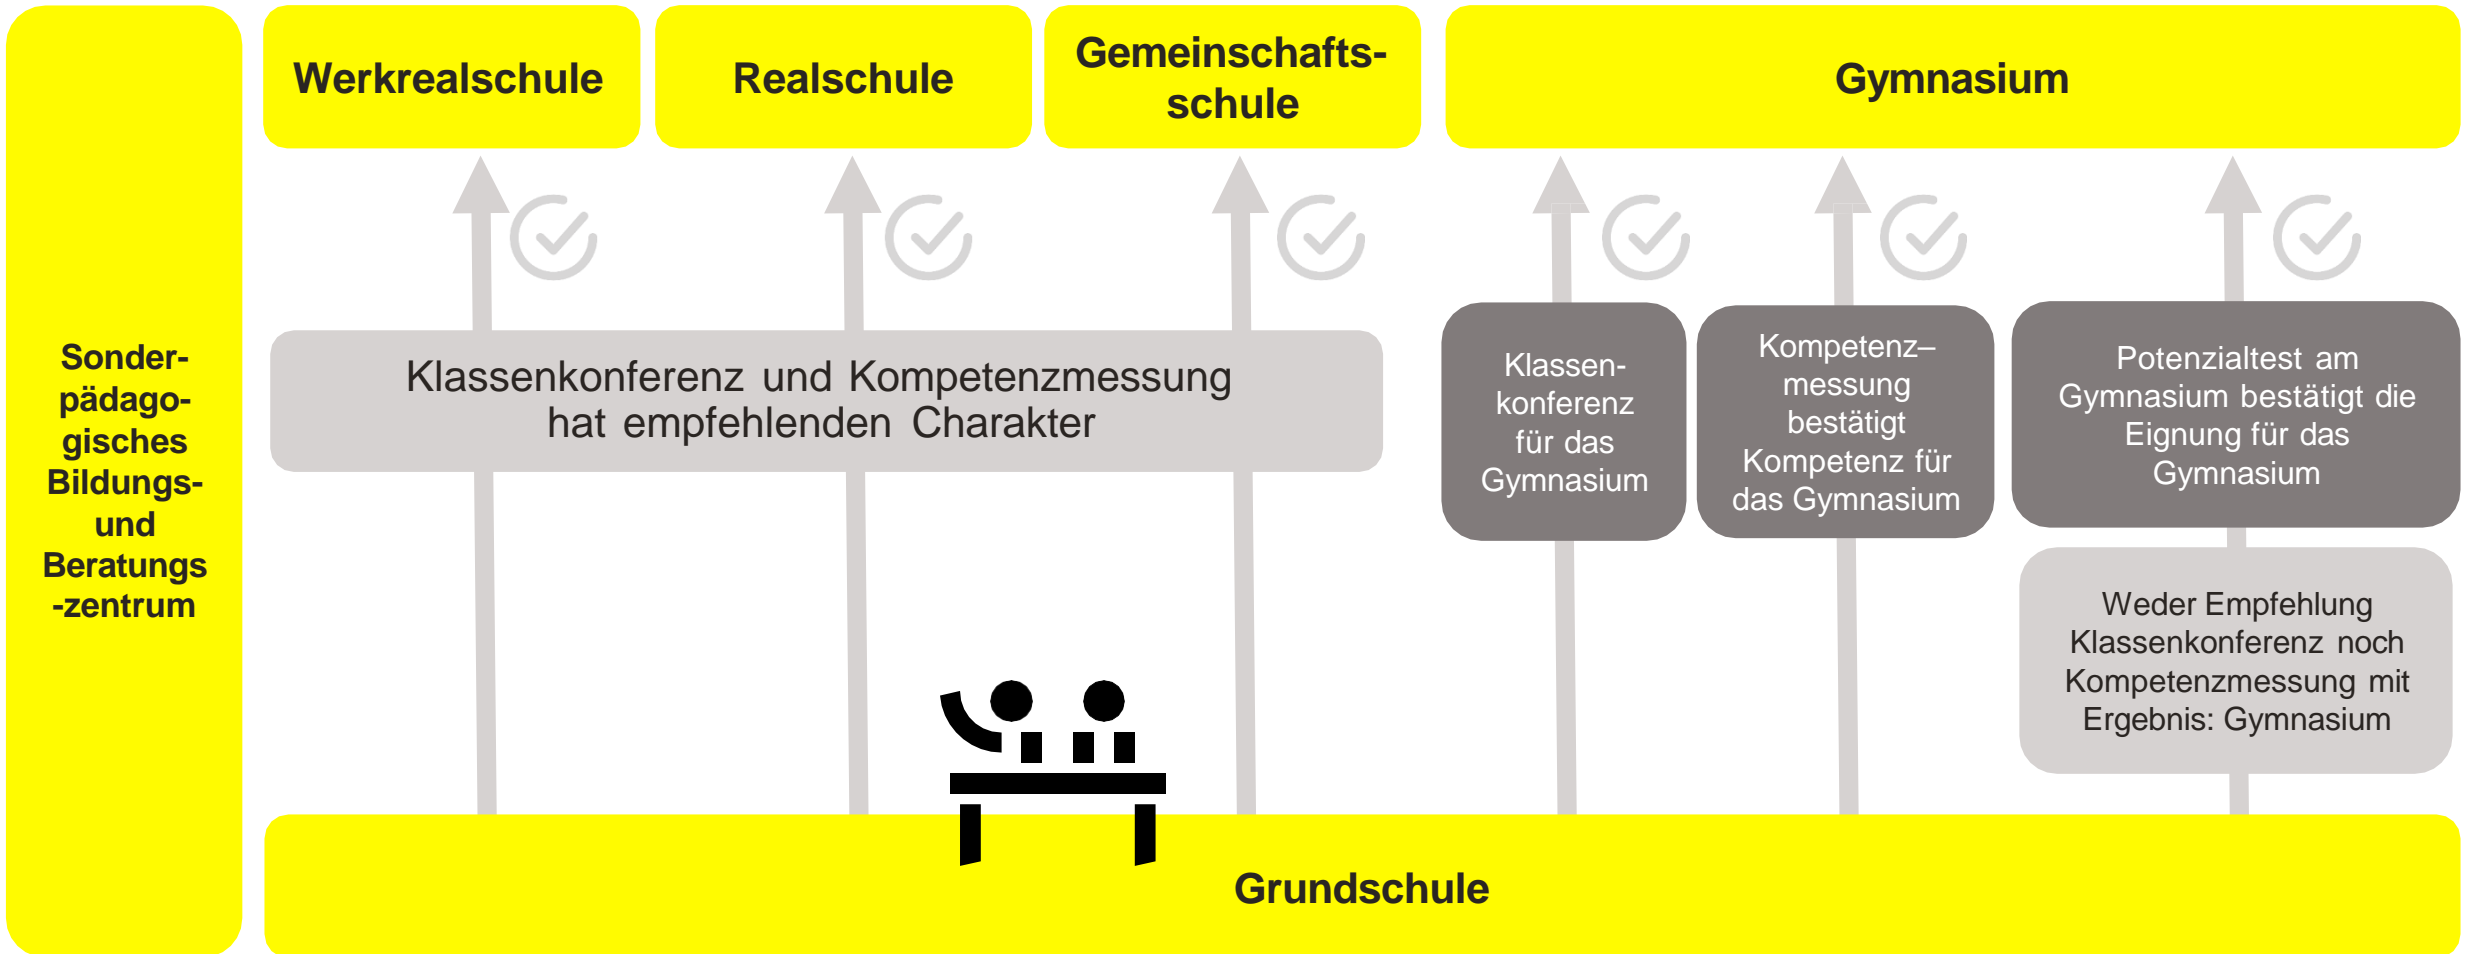 Sonder-
pädago-
gisches
Bildungs-
und
Beratungs
-zentrum
Werkrealschule
Realschule
Gemeinschafts-
schule
Gymnasium
Klassenkonferenz und Kompetenzmessung
hat empfehlenden Charakter
Klassen-
konferenz
für das
Gymnasium
Kompetenz–
messung
bestätigt
Kompetenz für
das Gymnasium
Potenzialtest am
Gymnasium bestätigt die
Eignung für das
Gymnasium
Weder Empfehlung
Klassenkonferenz noch
Kompetenzmessung mit
Ergebnis: Gymnasium
Grundschule